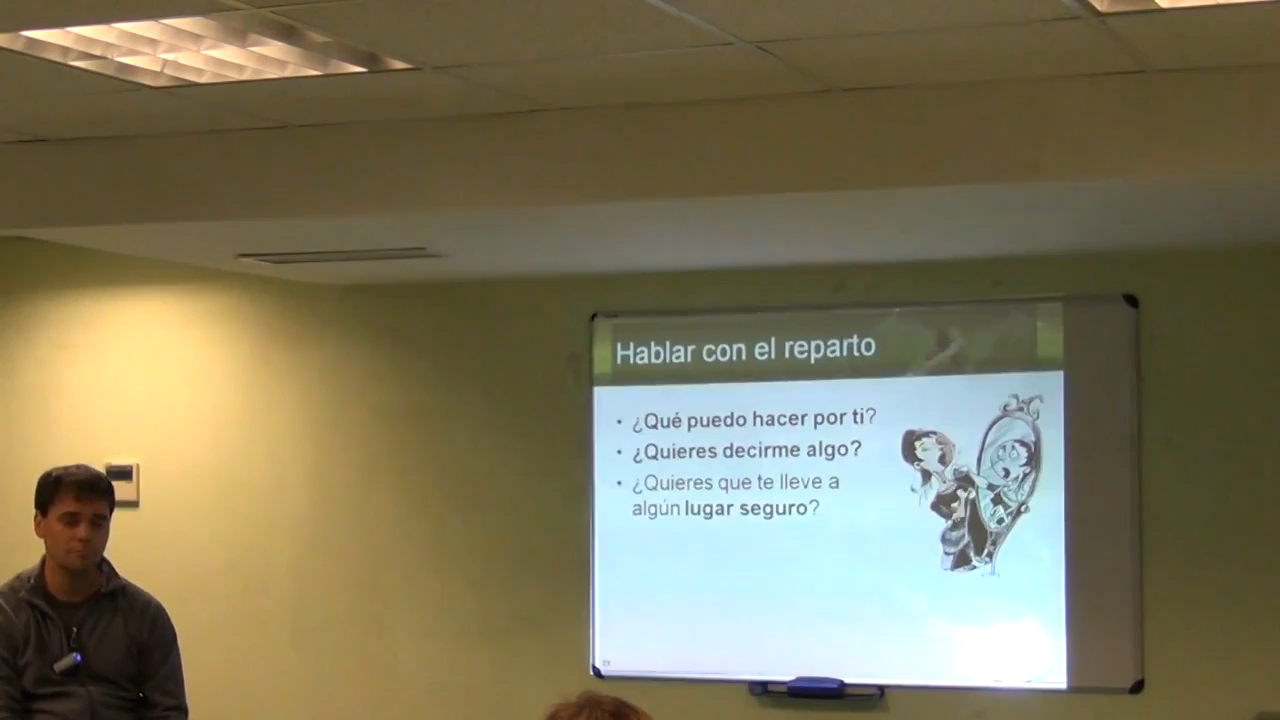 Hablar con el reparto
• ¿Qué puedo hacer por ti?
• ¿Quieres decirme algo?
• ¿Quieres que te lleve a
algún lugar seguro?